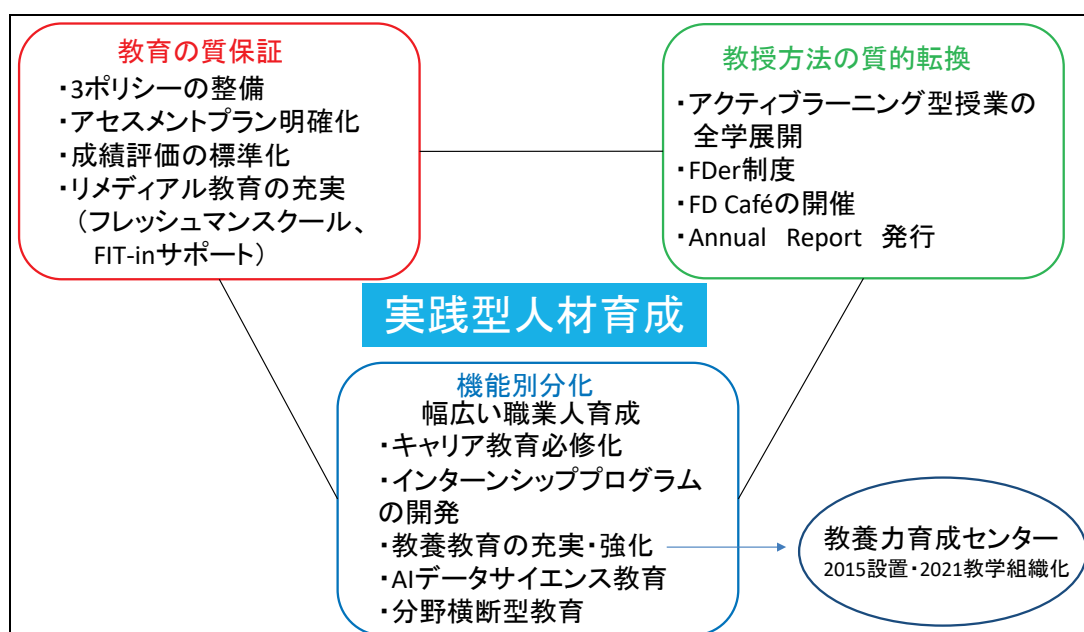 教育の質保証
・3ポリシーの整備
・アセスメントプラン明確化
・成績評価の標準化
・リメディアル教育の充実
（フレッシュマンスクール、
FIT-inサポート）
教授方法の質的転換
・アクティブラーニング型授業の
全学展開
・FDer制度
・FD Caféの開催
・Annual Report 発行
実践型人材育成
機能別分化
幅広い職業人育成
・キャリア教育必修化
・インターンシッププログラム
の開発
・教養教育の充実・強化
・AIデータサイエンス教育
・分野横断型教育
教養力育成センター
2015設置・2021教学組織化